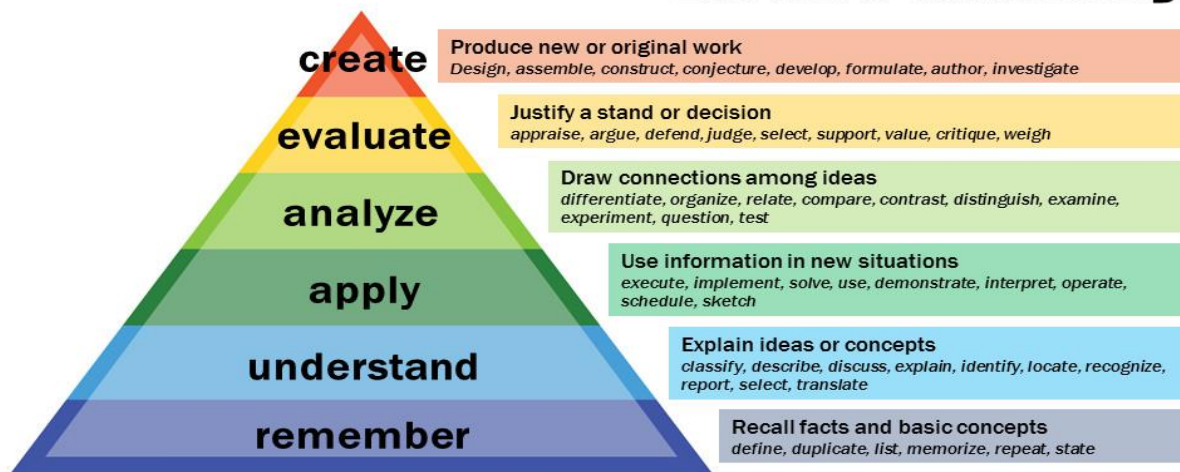 create
Produce new or original work
Design, assemble, construct, conjecture, develop, formulate, author, investigate
evaluate
Justify a stand or decision
appraise, argue, defend, judge, select, support, value, critique, weigh
analyze
Draw connections among ideas
differentiate, organize, relate, compare, contrast, distinguish, examine,
experiment, question, test
apply
Use information in new situations
execute, implement, solve, use, demonstrate, interpret, operate,
schedule, sketch
understand
Explain ideas or concepts
classify, describe, discuss, explain, identify, locate, recognize,
report, select, translate
remember
Recall facts and basic concepts
define, duplicate, list, memorize, repeat, state